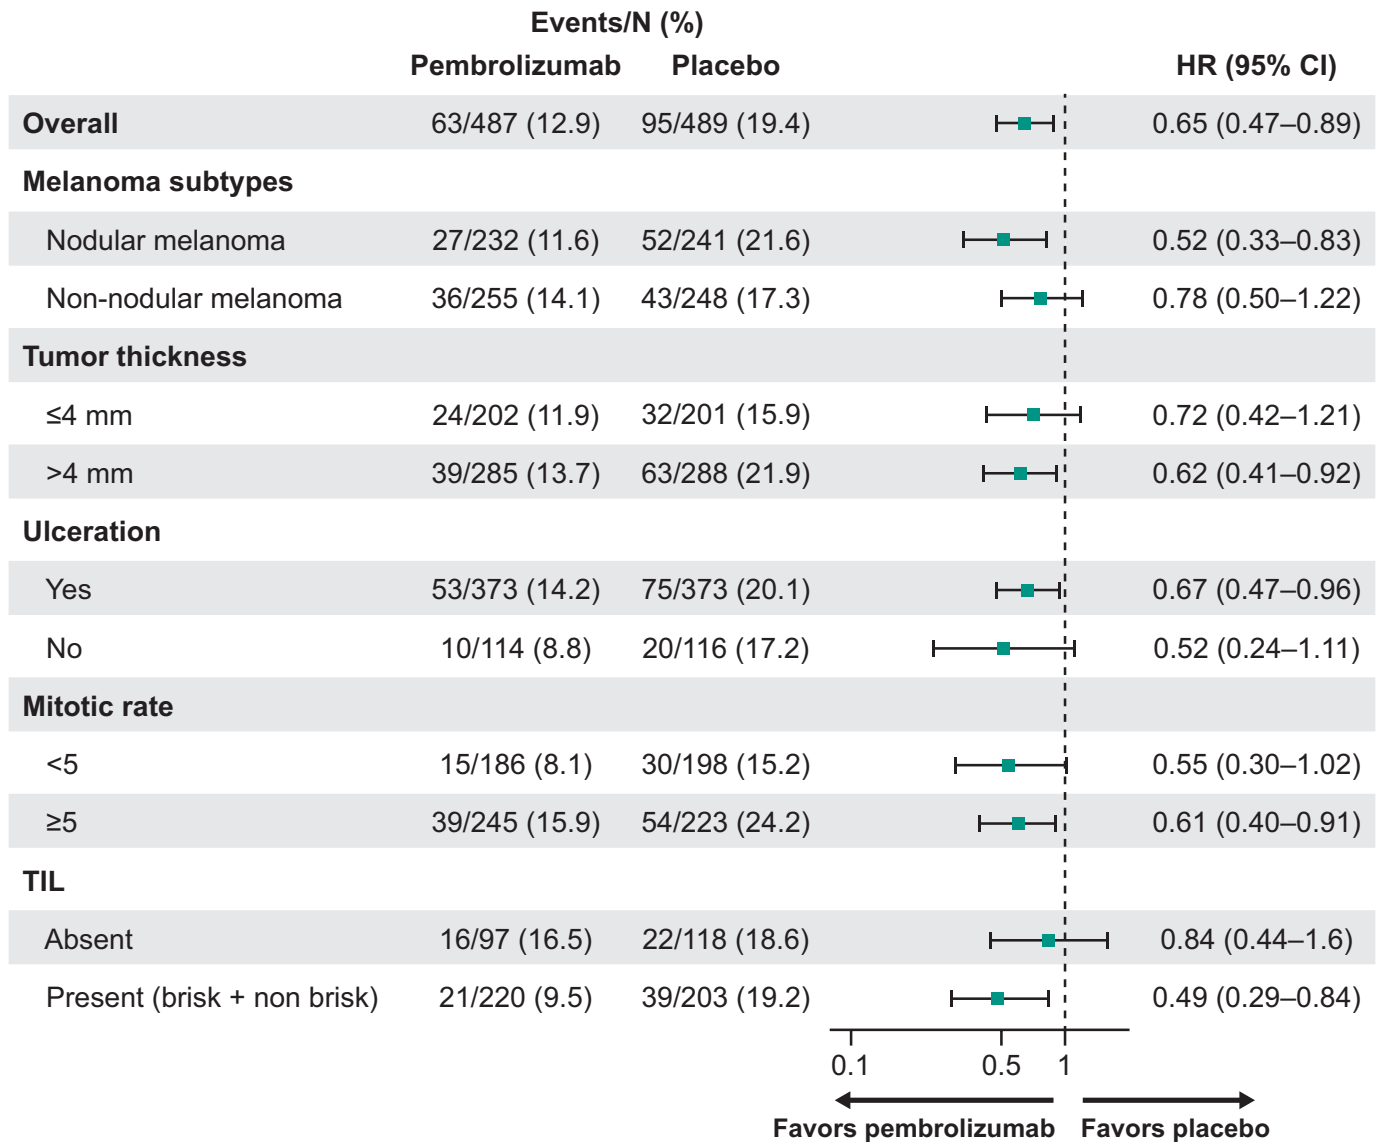 Events/N (%)
Pembrolizumab Placebo HR (95% CI)
Overall 63/487 (12.9) 95/489 (19.4) 0.65 (0.47–0.89)
Melanoma subtypes
Nodular melanoma 27/232 (11.6) 52/241 (21.6) 0.52 (0.33–0.83)
Non-nodular melanoma 36/255 (14.1) 43/248 (17.3) 0.78 (0.50–1.22)
Tumor thickness
≤4 mm 24/202 (11.9) 32/201 (15.9) 0.72 (0.42–1.21)
>4 mm 39/285 (13.7) 63/288 (21.9) 0.62 (0.41–0.92)
Ulceration
Yes 53/373 (14.2) 75/373 (20.1) 0.67 (0.47–0.96)
No 10/114 (8.8) 20/116 (17.2) 0.52 (0.24–1.11)
Mitotic rate
<5 15/186 (8.1) 30/198 (15.2) 0.55 (0.30–1.02)
≥5 39/245 (15.9) 54/223 (24.2) 0.61 (0.40–0.91)
TIL
Absent 16/97 (16.5) 22/118 (18.6) 0.84 (0.44–1.6)
Present (brisk + non brisk) 21/220 (9.5) 39/203 (19.2) 0.49 (0.29–0.84)
0.1 0.5 1
Favors pembrolizumab Favors placebo